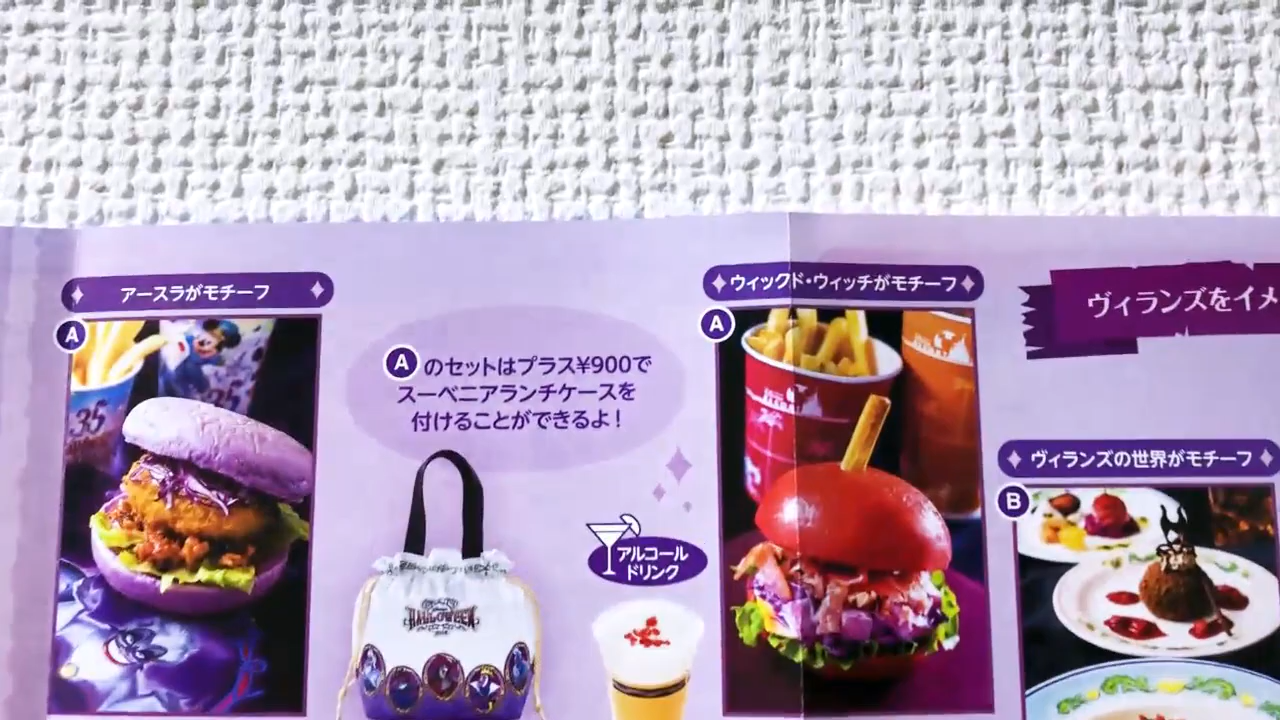 アースラがモチーフ
A
35
35
Aのセットはプラス¥900で
スーベニアランチケースを
付けることができるよ!
HALLOWEEN
アルコール
ドリンク
ウィックド・ウィッチがモチーフ
A
ヴィランズをイメ
ヴィランズの世界がモチーフ
B